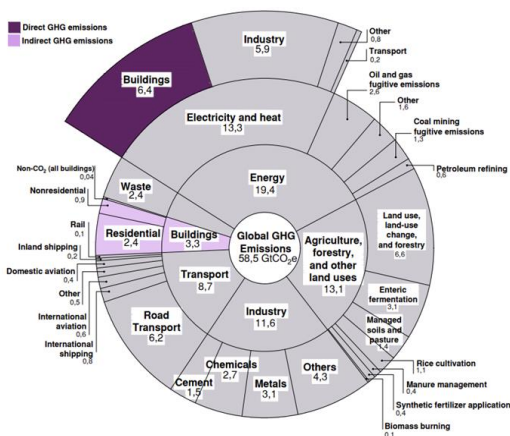 Direct GHG emissions
Indirect GHG emissions
Industry
5,9
Other
0,8
Transport
0,2
Buildings
6,4
Oil and gas
fugitive emissions
2,6
Electricity and heat
13,3
Other
1,6
Coal mining
fugitive emissions
1,3
Petroleum refining
0,6
Non-CO₂ (all buildings)
0,04
Waste
2,4
Energy
19,4
Nonresidential
0,9
Residential
2,4
Buildings
3,3
Global GHG
Emissions
58,5 GtCO₂e
Agriculture,
forestry,
and other
land uses
13,1
Land use,
land-use
change,
and forestry
6,6
Rail
0,1
Inland shipping
0,2
Domestic aviation
0,4
Other
0,5
International
aviation
0,6
International
shipping
0,8
Transport
8,7
Road
Transport
6,2
Industry
11,6
Enteric
fermentation
3,1
Managed
soils and
pasture
1,4
Rice cultivation
1,1
Manure management
0,4
Synthetic fertilizer application
0,4
Biomass burning
0,1
Cement
1,5
Chemicals
2,7
Metals
3,1
Others
4,3